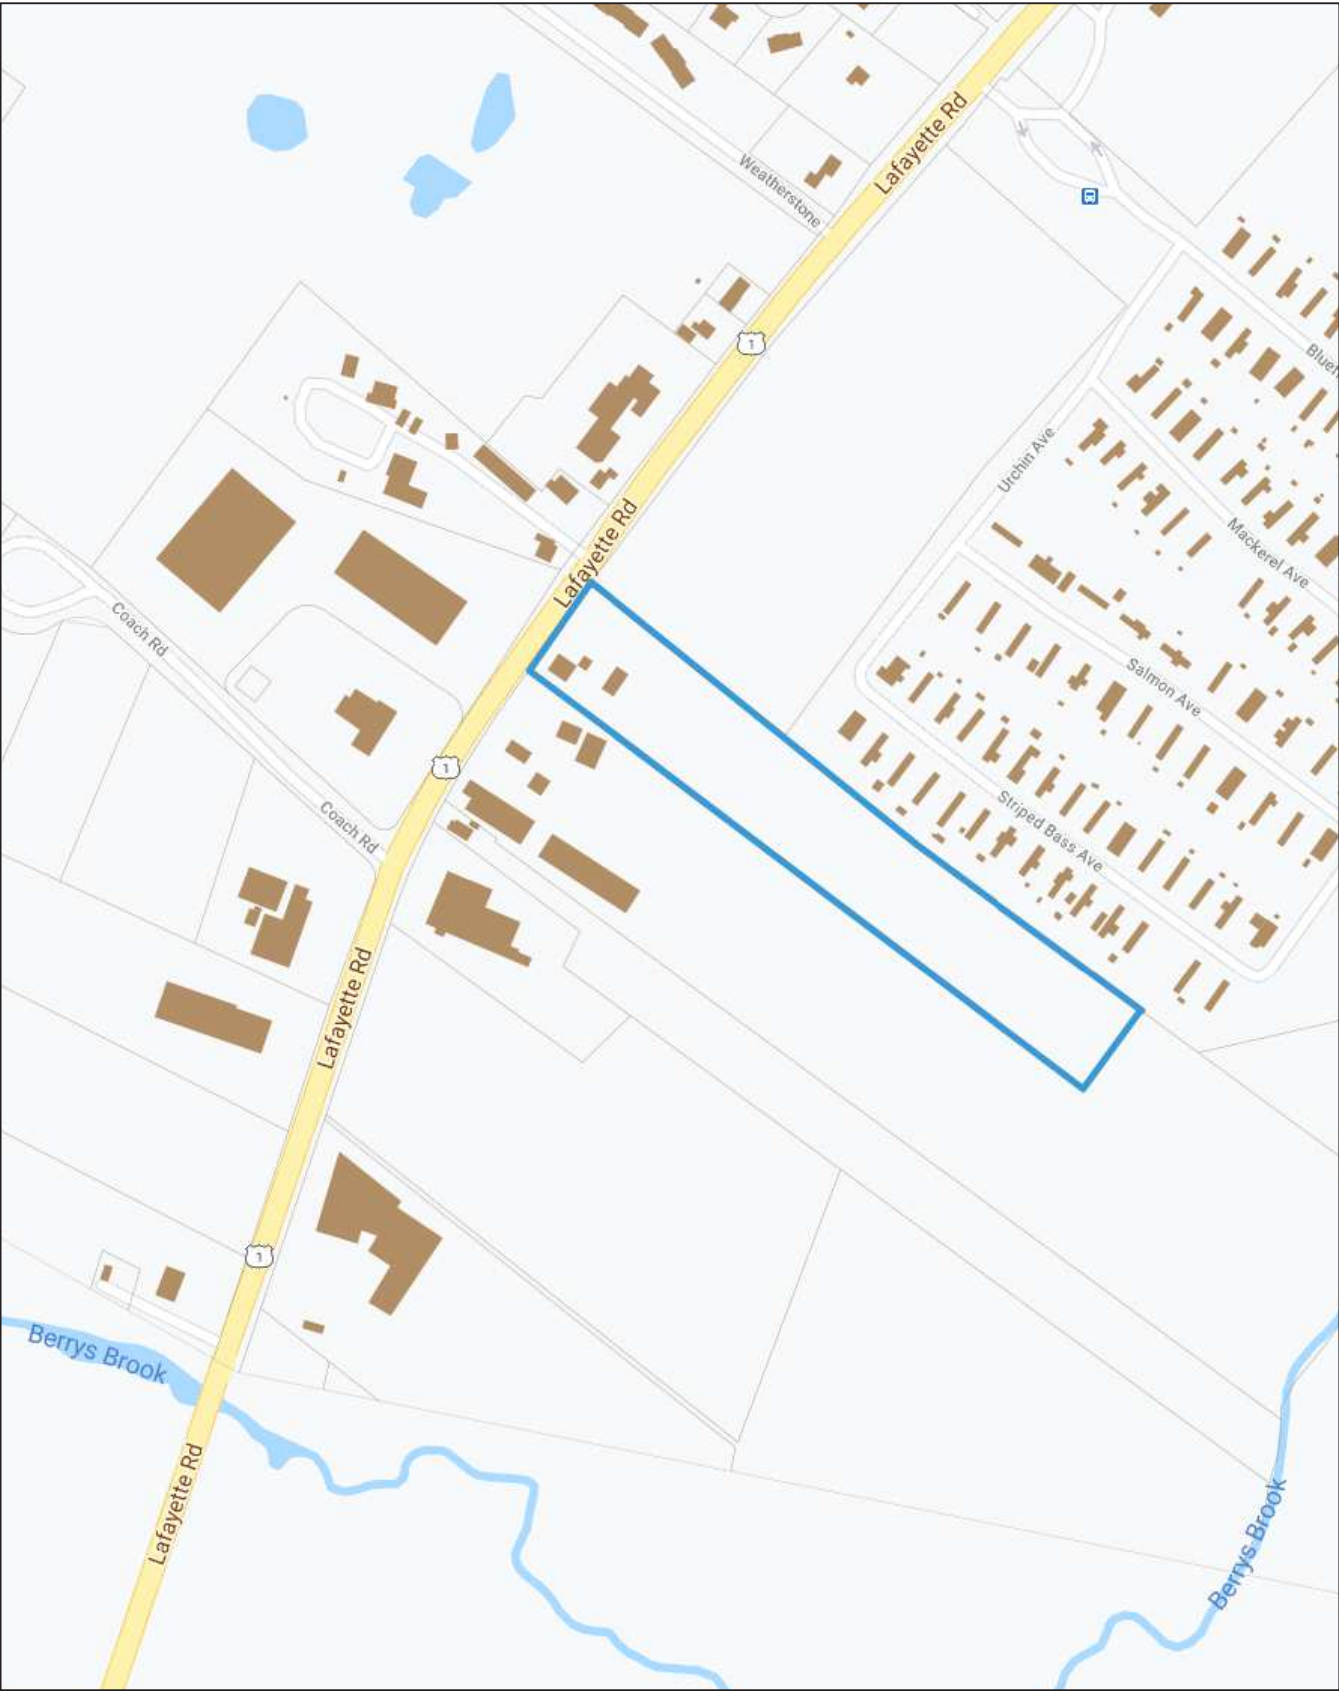 Lafayette Rd
Weatherstone
1
Bluef
Urchin Ave
Lafayette Rd
Mackerel Ave
Coach Rd
Salmon Ave
1
Coach Rd
Striped Bass Ave
Lafayette Rd
1
Berrys Brook
Lafayette Rd
Berrys Brook